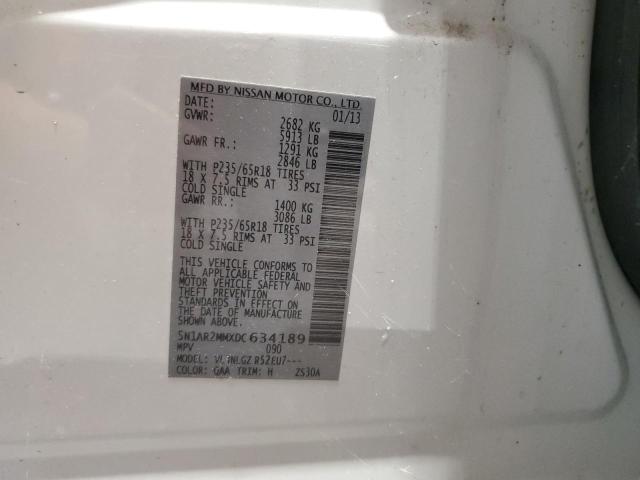 MFD BY NISSAN MOTOR CO., LTD.
DATE: 01/13
GVWR: 2682 KG
5913 LB
GAWR FR.: 1291 KG
2846 LB
WITH P235/65R18 TIRES
18 X 7.5 RIMS AT 33 PSI
COLD SINGLE
GAWR RR.: 1400 KG
3086 LB
WITH P235/65R18 TIRES
18 X 7.5 RIMS AT 33 PSI
COLD SINGLE
THIS VEHICLE CONFORMS TO
ALL APPLICABLE FEDERAL
MOTOR VEHICLE SAFETY AND
THEFT PREVENTION
STANDARDS IN EFFECT ON
THE DATE OF MANUFACTURE
SHOWN ABOVE.
5N1AR2MMXDC634189
MPV 090
MODEL:
COLOR: GAA TRIM: H ZS30A